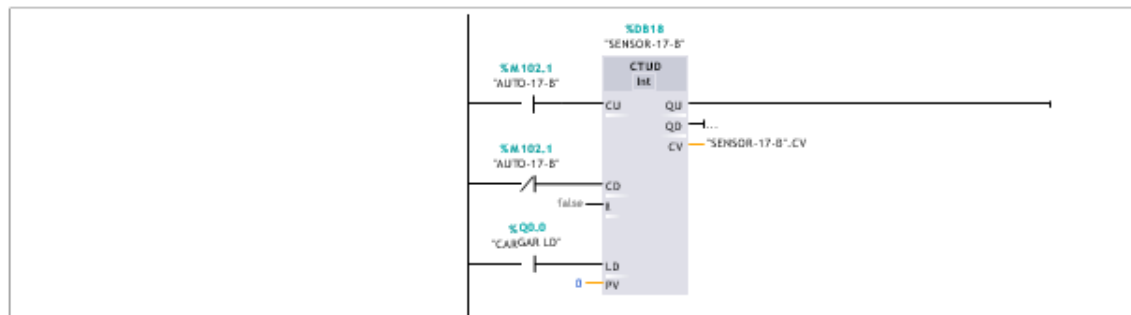 %DB18
"SENSOR-17-B"
%M102.1
"AUTO-17-B"
CTUD
Int
CU
QU
QD
...
CV
"SENSOR-17-B".CV
%M102.1
"AUTO-17-B"
CD
false
R
%Q0.0
"CARGAR LD"
LD
0
PV